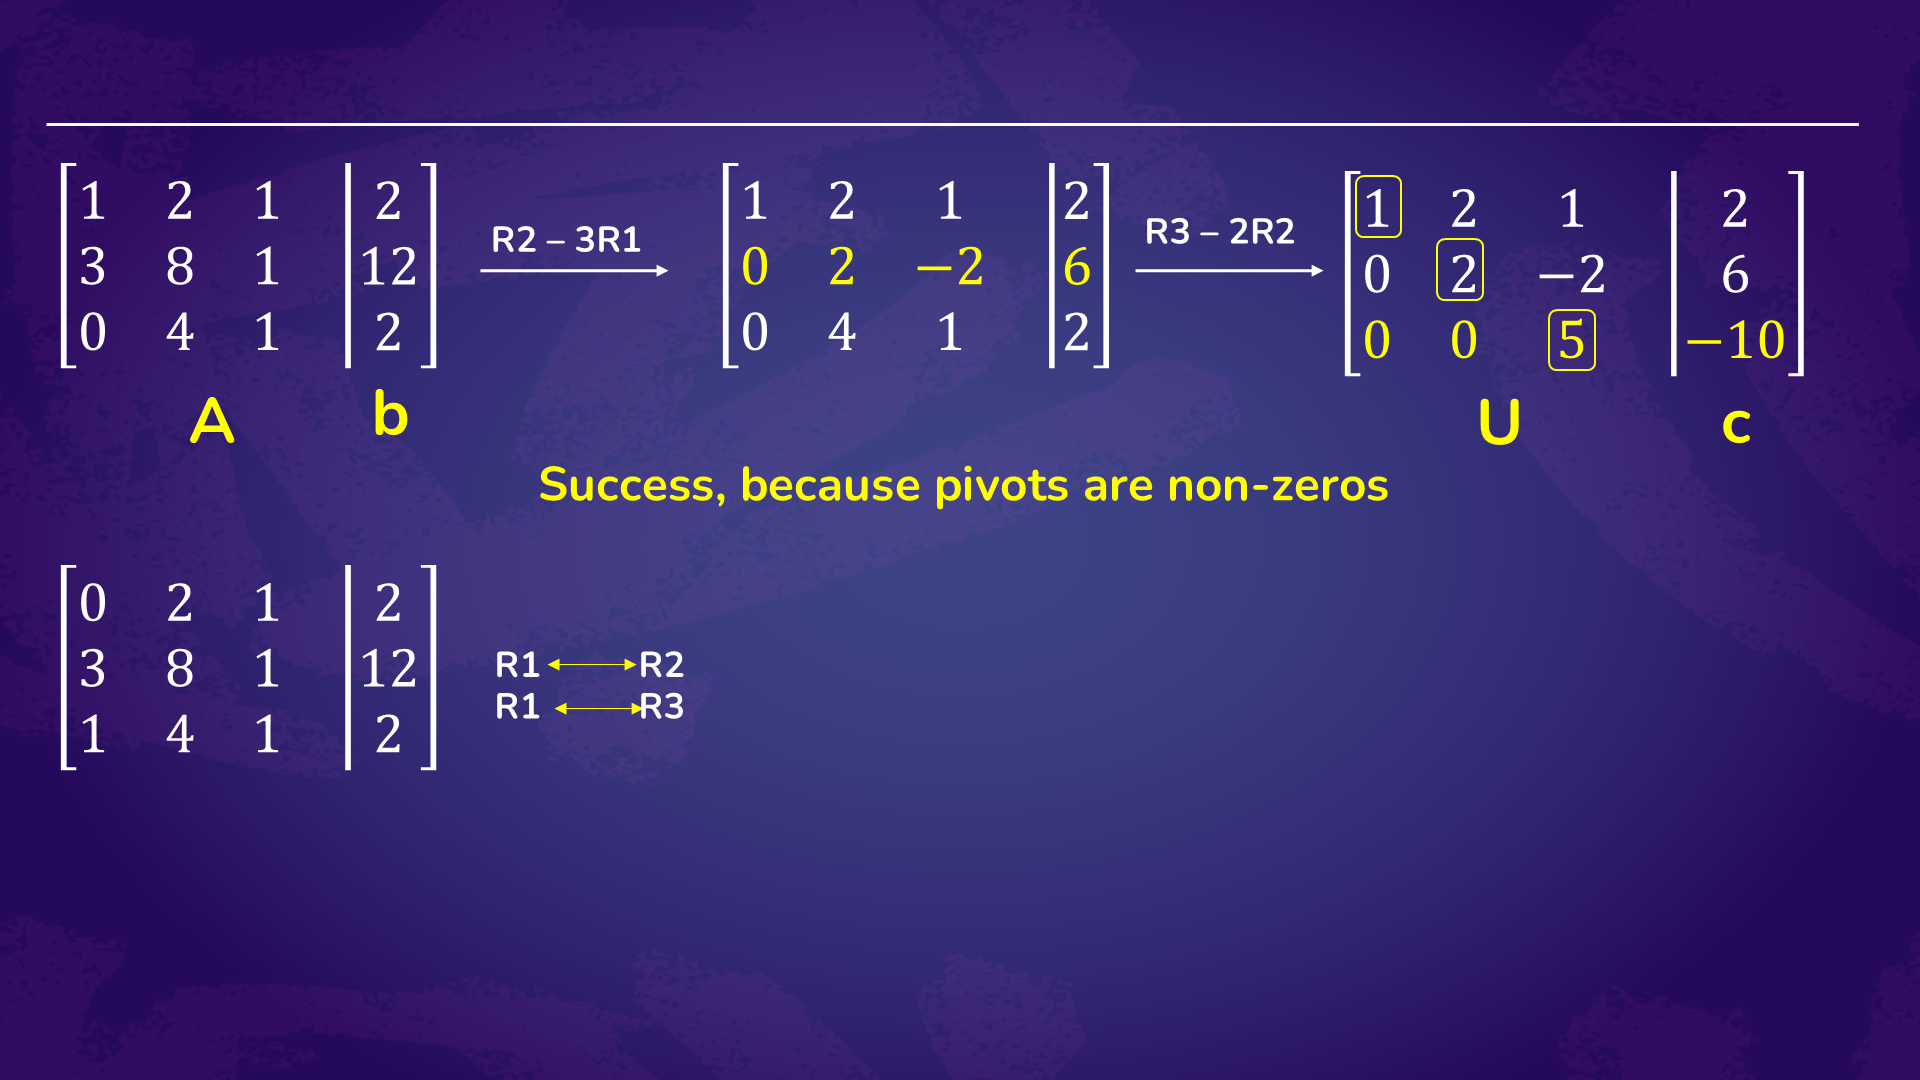 1 2 1 | 2
3 8 1 | 12
0 4 1 | 2
A b
R2 – 3R1
1 2 1 | 2
0 2 −2 | 6
0 4 1 | 2
R3 – 2R2
1 2 1 | 2
0 2 −2 | 6
0 0 5 | −10
U c
Success, because pivots are non-zeros
0 2 1 | 2
3 8 1 | 12
1 4 1 | 2
R1 ↔ R2
R1 ↔ R3